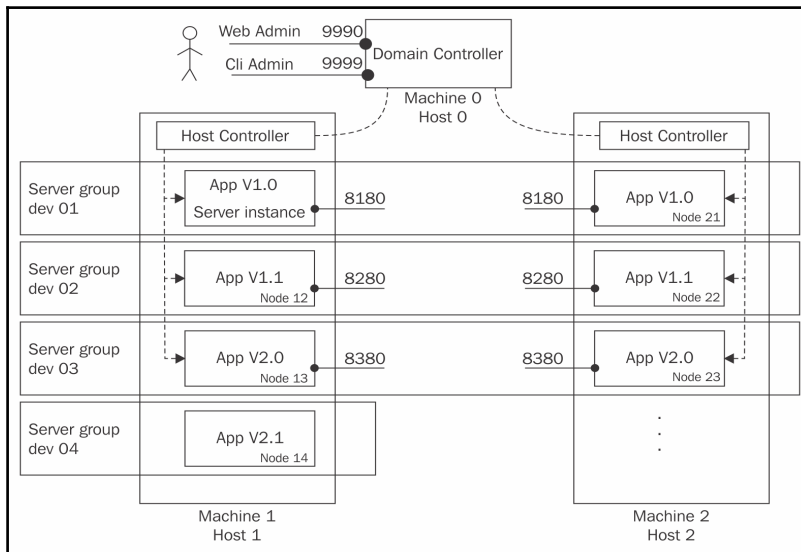 Web Admin 9990
Cli Admin 9999
Domain Controller
Machine 0
Host 0
Host Controller
Host Controller
Server group
dev 01
App V1.0
Server instance
8180
8180
App V1.0
Node 21
Server group
dev 02
App V1.1
Node 12
8280
8280
App V1.1
Node 22
Server group
dev 03
App V2.0
Node 13
8380
8380
App V2.0
Node 23
Server group
dev 04
App V2.1
Node 14
Machine 1
Host 1
Machine 2
Host 2